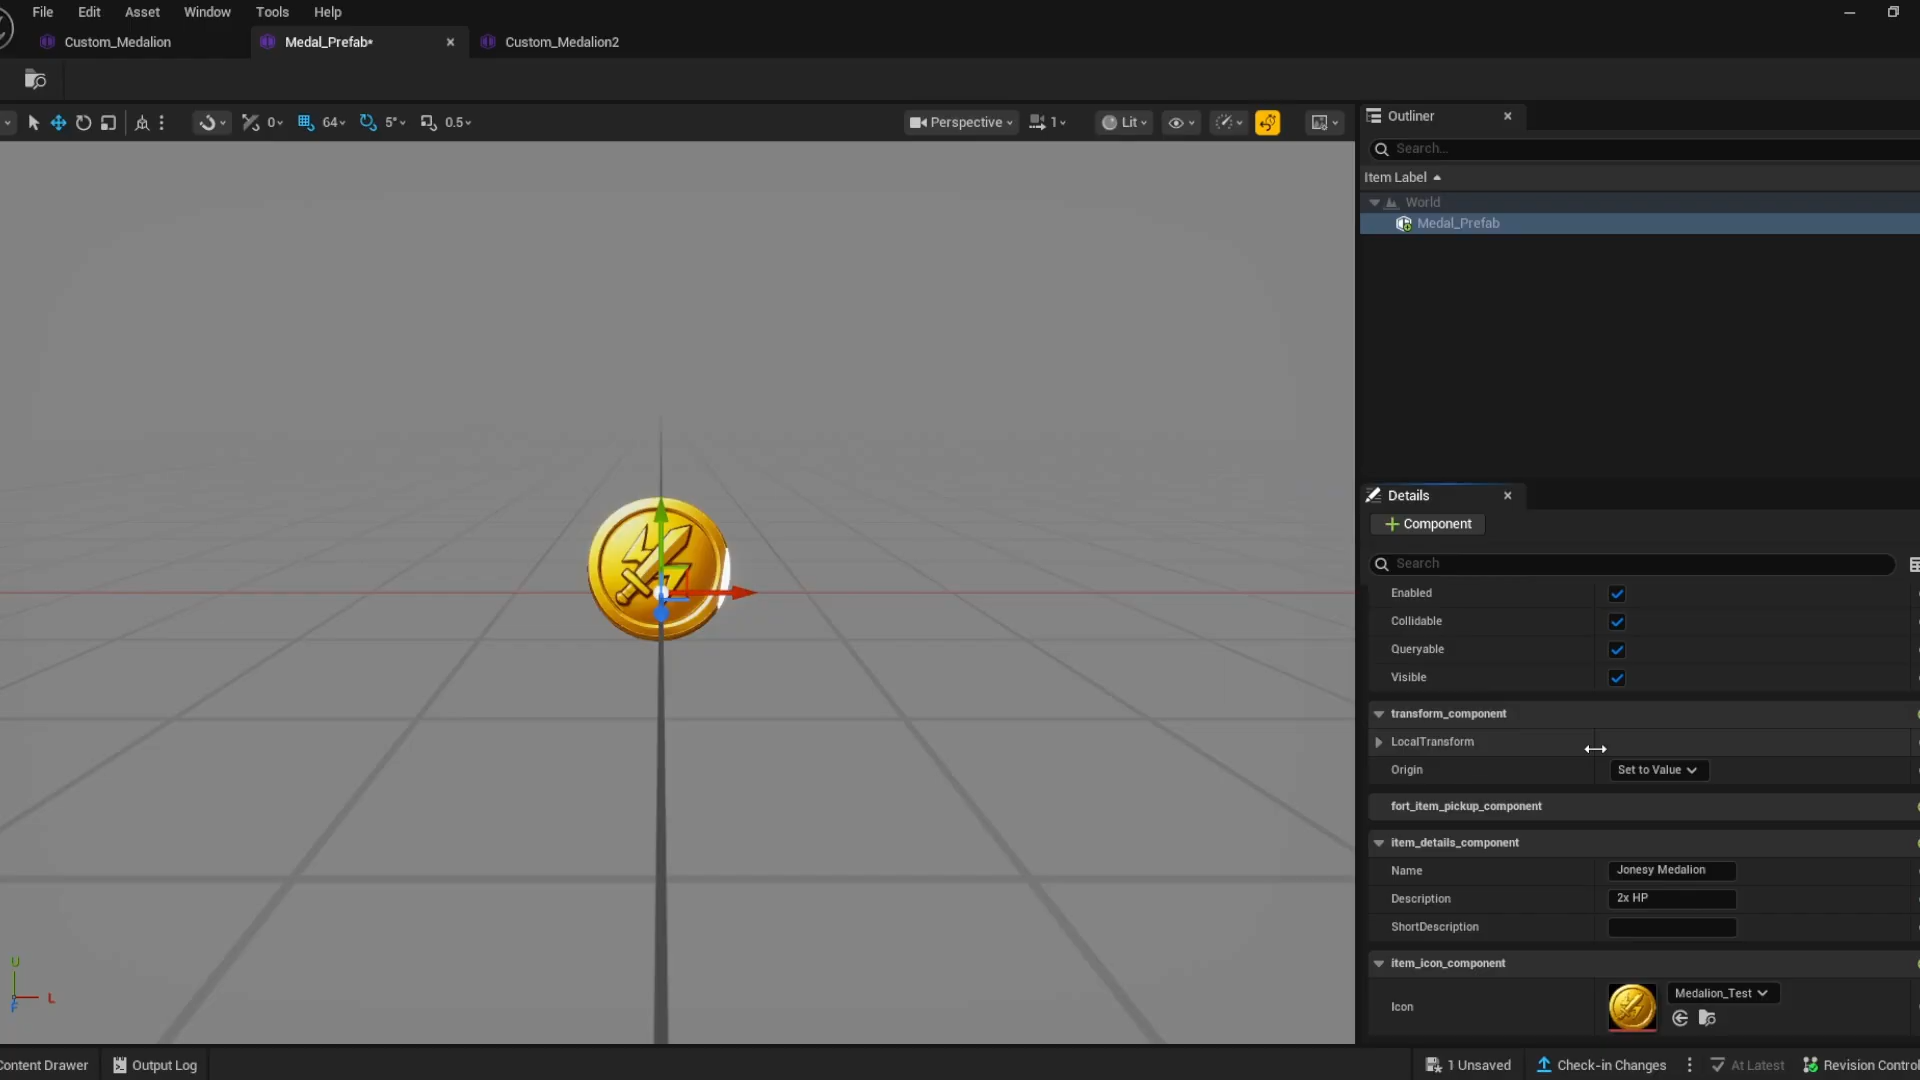 File Edit Asset Window Tools Help
Custom_Medalion Medal_Prefab* Custom_Medalion2
0 64 5° 0.5 Perspective 1 Lit
Outliner
Search...
Item Label
World
Medal_Prefab
Details
Component
Search
Enabled
Collidable
Queryable
Visible
transform_component
LocalTransform
Origin Set to Value
fort_item_pickup_component
item_details_component
Name Jonesy Medalion
Description 2x HP
ShortDescription
item_icon_component
Icon Medalion_Test
U
L
F
Content Drawer Output Log 1 Unsaved Check-in Changes At Latest Revision Control